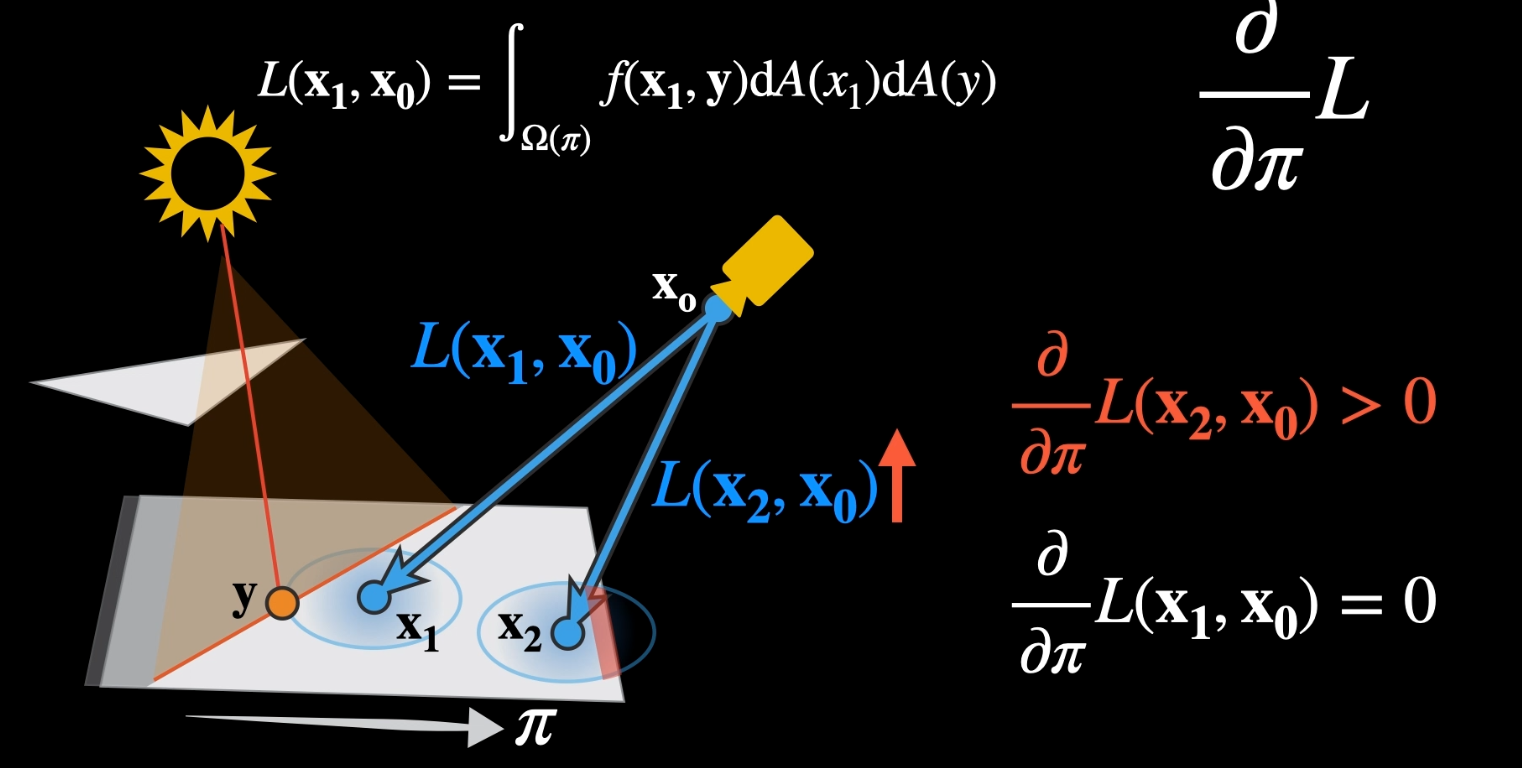 L(x₁, x₀) = ∫_Ω(π) f(x₁, y)dA(x₁)dA(y)
∂/∂π L
xₒ
L(x₁, x₀)
∂/∂π L(x₂, x₀) > 0
L(x₂, x₀)
∂/∂π L(x₁, x₀) = 0
y
x₁
x₂
π